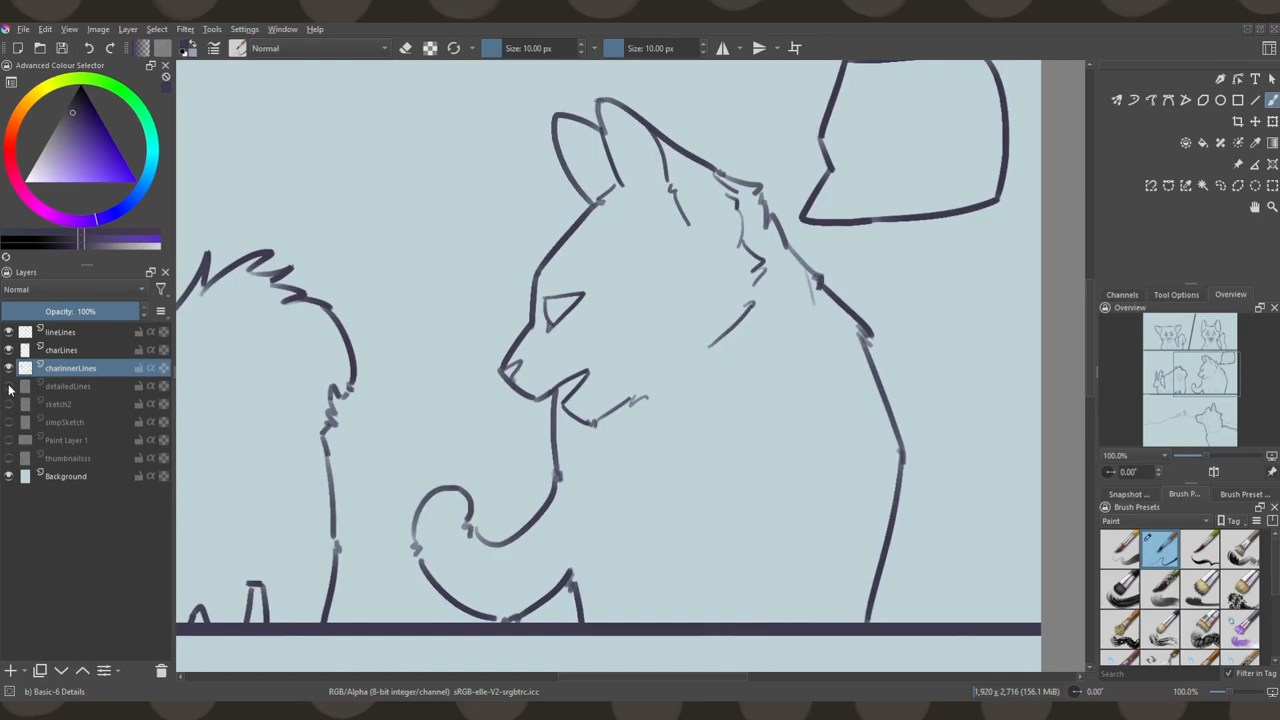 File Edit View Image Layer Select Filter Tools Settings Window Help
Normal Size: 10.00 px Size: 10.00 px
Advanced Colour Selector
Layers
Normal
Opacity: 100%
lineLines
charLines
charinnerLines
detailedLines
sketch2
simpSketch
Paint Layer 1
thumbnailsss
Background
Channels Tool Options Overview
Overview
100.0%
0.00°
Snapshot ... Brush P... Brush Preset ...
Brush Presets
Paint Tag
Search Filter in Tag
b) Basic-6 Details RGB/Alpha (8-bit integer/channel) sRGB-elle-V2-srgbtrc.icc 1,920 x 2,716 (156.1 MiB) 0.00° 100.0%